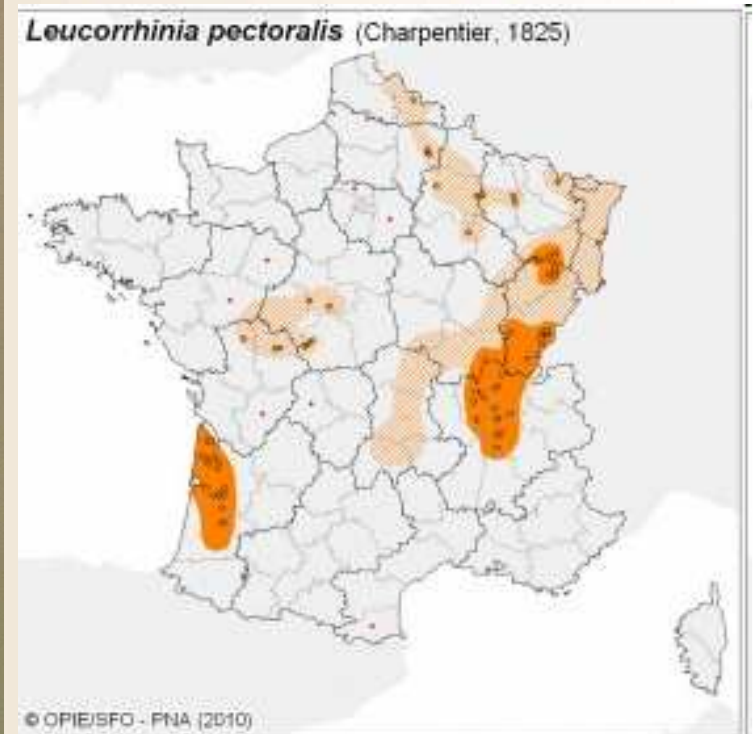 Leucorrhinia pectoralis (Charpentier, 1825)
© OPIE/SFO - PNA (2010)